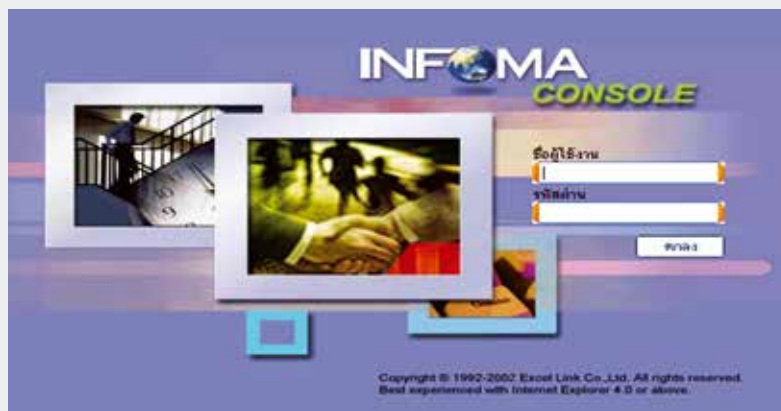 INFOMA
CONSOLE
ชื่อผู้ใช้งาน
รหัสผ่าน
ตกลง
Copyright © 1992-2002 Excel Link Co.,Ltd. All rights reserved.
Best experienced with Internet Explorer 4.0 or above.